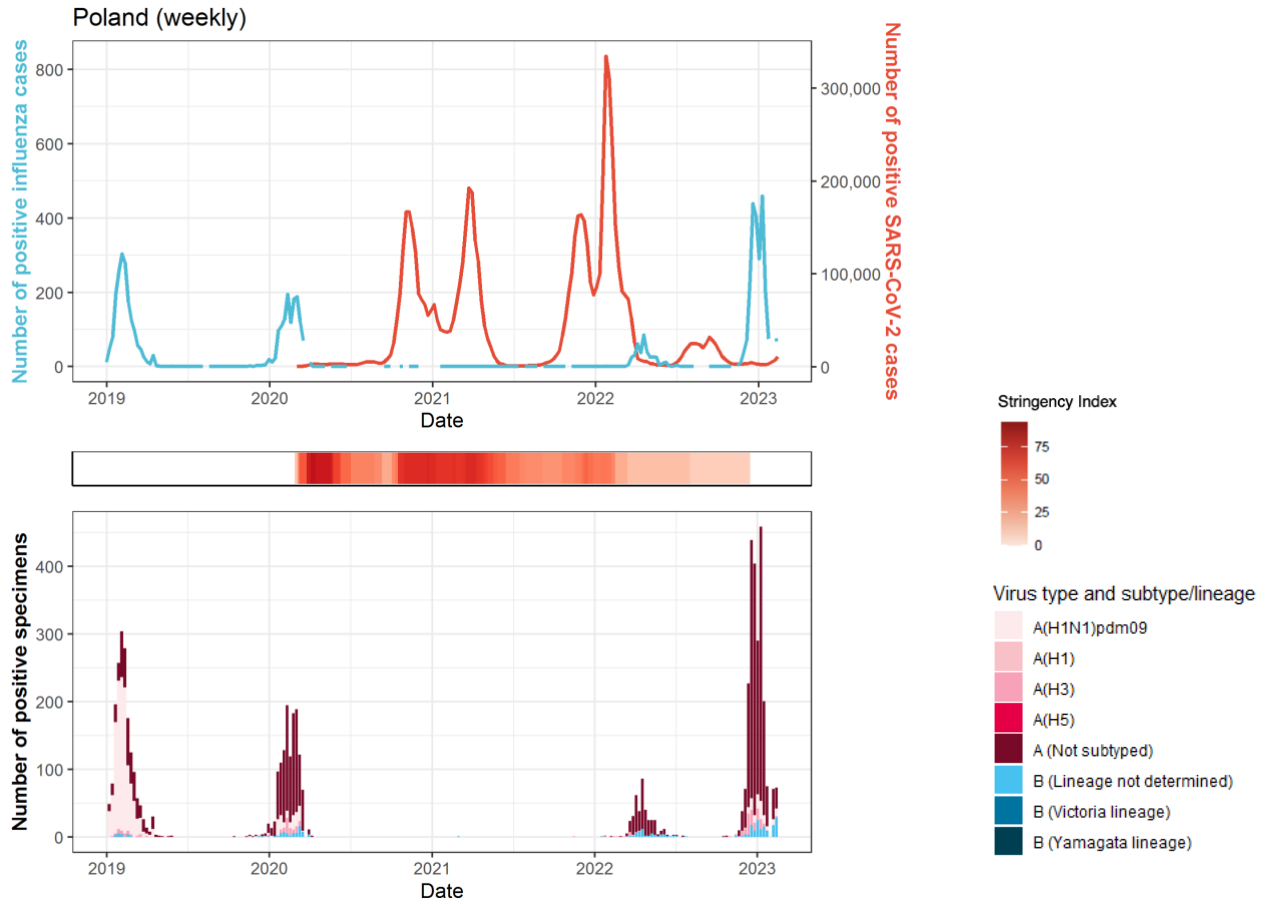 Poland (weekly)
Number of positive influenza cases
800
600
400
200
0
300,000
200,000
100,000
0
Number of positive SARS-CoV-2 cases
2019 2020 2021 2022 2023
Date
Number of positive specimens
400
300
200
100
0
2019 2020 2021 2022 2023
Date
Stringency Index
75
50
25
0
Virus type and subtype/lineage
A(H1N1)pdm09
A(H1)
A(H3)
A(H5)
A (Not subtyped)
B (Lineage not determined)
B (Victoria lineage)
B (Yamagata lineage)